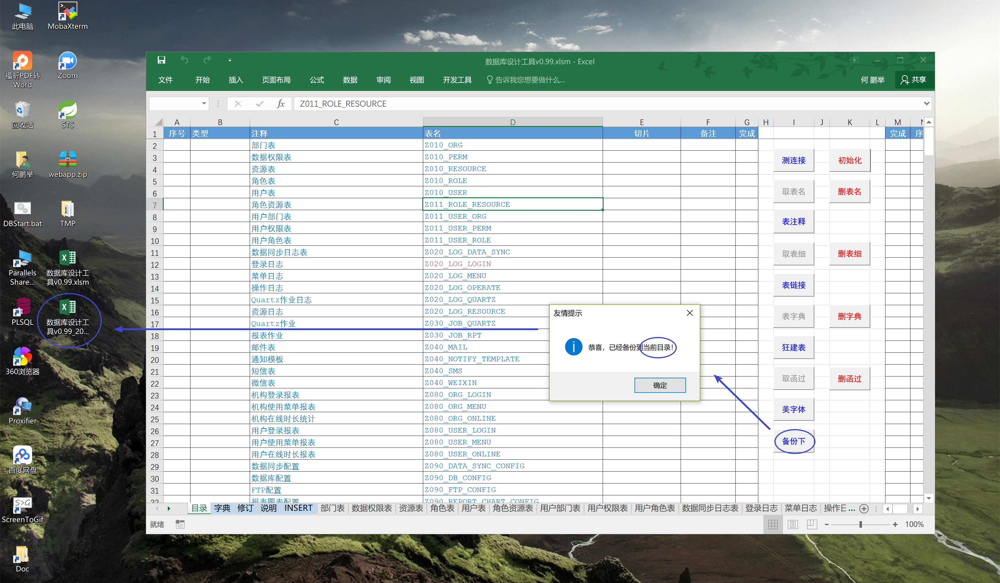 此电脑
MobaXterm
福昕PDF转
Word
Zoom
回收站
STS
何鹏举
webapp.zip
DBStart.bat
TMP
Parallels
Share...
数据库设计工
具v0.99.xlsm
PLSQL
数据库设计工
具v0.99_20...
360浏览器
Proxifier
百度网盘
S>G
ScreenToGif
Doc
数据库设计工具v0.99.xlsm - Excel
文件 开始 插入 页面布局 公式 数据 审阅 视图 开发工具 告诉我您想要做什么... 何 鹏举 共享
fx Z011_ROLE_RESOURCE
A B C D E F G H I J K L M
1 序号 类型 注释 表名 切片 备注 完成 完成 序
2 部门表 Z010_ORG
3 数据权限表 Z010_PERM
4 资源表 Z010_RESOURCE
5 角色表 Z010_ROLE
6 用户表 Z010_USER
7 角色资源表 Z011_ROLE_RESOURCE
8 用户部门表 Z011_USER_ORG
9 用户权限表 Z011_USER_PERM
10 用户角色表 Z011_USER_ROLE
11 数据同步日志表 Z020_LOG_DATA_SYNC
12 登录日志 Z020_LOG_LOGIN
13 菜单日志 Z020_LOG_MENU
14 操作日志 Z020_LOG_OPERATE
15 Quartz作业日志 Z020_LOG_QUARTZ
16 资源日志 Z020_LOG_RESOURCE
17 Quartz作业 Z030_JOB_QUARTZ
18 报表作业 Z030_JOB_RPT
19 邮件表 Z040_MAIL
20 通知模板 Z040_NOTIFY_TEMPLATE
21 短信表 Z040_SMS
22 微信表 Z040_WEIXIN
23 机构登录报表 Z080_ORG_LOGIN
24 机构使用菜单报表 Z080_ORG_MENU
25 机构在线时长统计 Z080_ORG_ONLINE
26 用户登录报表 Z080_USER_LOGIN
27 用户使用菜单报表 Z080_USER_MENU
28 用户在线时长报表 Z080_USER_ONLINE
29 数据同步配置 Z090_DATA_SYNC_CONFIG
30 数据库配置 Z090_DB_CONFIG
31 FTP配置 Z090_FTP_CONFIG
32 报表图表配置 Z090_REPORT_CHART_CONFIG
测连接 初始化
取表名 删表名
表注释
取表细 删表细
表链接
表字典 删字典
狂建表
取函过 删函过
美字体
备份下
友情提示
恭喜，已经备份到当前目录！
确定
目录 字典 修订 说明 INSERT 部门表 数据权限表 资源表 角色表 用户表 角色资源表 用户部门表 用户权限表 用户角色表 数据同步日志表 登录日志 菜单日志 操作日 ...
就绪 100%